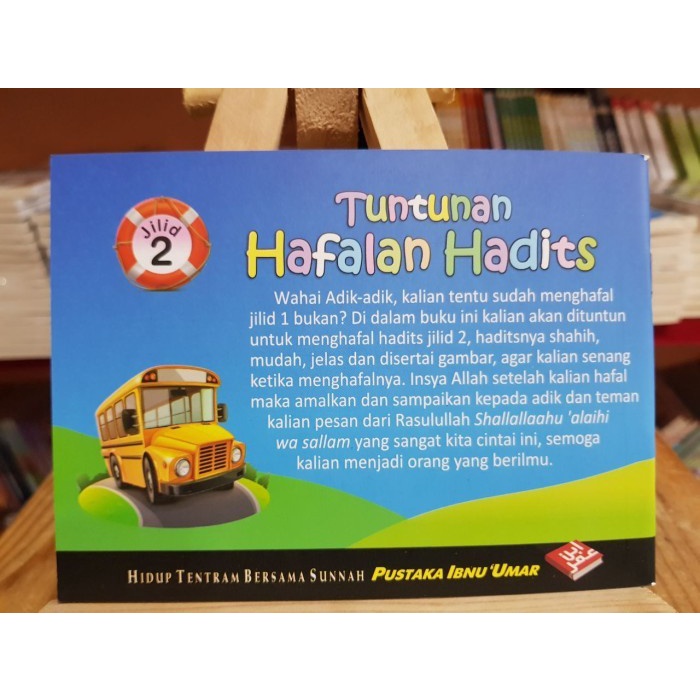 Jilid
2
Tuntunan
Hafalan Hadits
Wahai Adik-adik, kalian tentu sudah menghafal
jilid 1 bukan? Di dalam buku ini kalian akan dituntun
untuk menghafal hadits jilid 2, haditsnya shahih,
mudah, jelas dan disertai gambar, agar kalian senang
ketika menghafalnya. Insya Allah setelah kalian hafal
maka amalkan dan sampaikan kepada adik dan teman
kalian pesan dari Rasulullah Shallallaahu 'alaihi
wa sallam yang sangat kita cintai ini, semoga
kalian menjadi orang yang berilmu.
HIDUP TENTRAM BERSAMA SUNNAH PUSTAKA IBNU 'UMAR
ابن
عمر